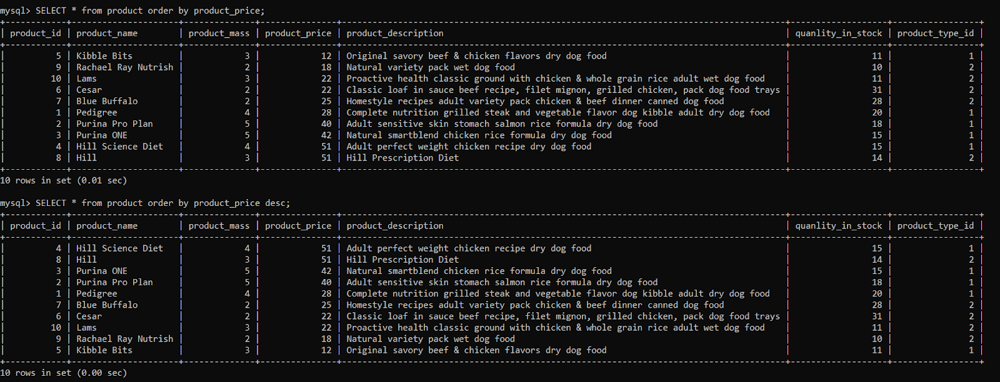 mysql> SELECT * from product order by product_price;
+------------+--------------------+--------------+---------------+---------------------------------------------------------------------------------------+-------------------+-----------------+
| product_id | product_name       | product_mass | product_price | product_description                                                                   | quanlity_in_stock | product_type_id |
+------------+--------------------+--------------+---------------+---------------------------------------------------------------------------------------+-------------------+-----------------+
|          5 | Kibble Bits        |            3 |            12 | Original savory beef & chicken flavors dry dog food                                   |                11 |               1 |
|          9 | Rachael Ray Nutrish |            2 |            18 | Natural variety pack wet dog food                                                     |                10 |               2 |
|         10 | Lams               |            3 |            22 | Proactive health classic ground with chicken & whole grain rice adult wet dog food    |                11 |               2 |
|          6 | Cesar              |            2 |            22 | Classic loaf in sauce beef recipe, filet mignon, grilled chicken, pack dog food trays |                31 |               2 |
|          7 | Blue Buffalo       |            2 |            25 | Homestyle recipes adult variety pack chicken & beef dinner canned dog food            |                28 |               2 |
|          1 | Pedigree           |            4 |            28 | Complete nutrition grilled steak and vegetable flavor dog kibble adult dry dog food   |                20 |               1 |
|          2 | Purina Pro Plan    |            5 |            40 | Adult sensitive skin stomach salmon rice formula dry dog food                         |                18 |               1 |
|          3 | Purina ONE         |            5 |            42 | Natural smartblend chicken rice formula dry dog food                                  |                15 |               1 |
|          4 | Hill Science Diet  |            4 |            51 | Adult perfect weight chicken recipe dry dog food                                      |                15 |               1 |
|          8 | Hill               |            3 |            51 | Hill Prescription Diet                                                                |                14 |               2 |
+------------+--------------------+--------------+---------------+---------------------------------------------------------------------------------------+-------------------+-----------------+
10 rows in set (0.01 sec)
mysql> SELECT * from product order by product_price desc;
+------------+--------------------+--------------+---------------+---------------------------------------------------------------------------------------+-------------------+-----------------+
| product_id | product_name       | product_mass | product_price | product_description                                                                   | quanlity_in_stock | product_type_id |
+------------+--------------------+--------------+---------------+---------------------------------------------------------------------------------------+-------------------+-----------------+
|          4 | Hill Science Diet  |            4 |            51 | Adult perfect weight chicken recipe dry dog food                                      |                15 |               1 |
|          8 | Hill               |            3 |            51 | Hill Prescription Diet                                                                |                14 |               2 |
|          3 | Purina ONE         |            5 |            42 | Natural smartblend chicken rice formula dry dog food                                  |                15 |               1 |
|          2 | Purina Pro Plan    |            5 |            40 | Adult sensitive skin stomach salmon rice formula dry dog food                         |                18 |               1 |
|          1 | Pedigree           |            4 |            28 | Complete nutrition grilled steak and vegetable flavor dog kibble adult dry dog food   |                20 |               1 |
|          7 | Blue Buffalo       |            2 |            25 | Homestyle recipes adult variety pack chicken & beef dinner canned dog food            |                28 |               2 |
|          6 | Cesar              |            2 |            22 | Classic loaf in sauce beef recipe, filet mignon, grilled chicken, pack dog food trays |                31 |               2 |
|         10 | Lams               |            3 |            22 | Proactive health classic ground with chicken & whole grain rice adult wet dog food    |                11 |               2 |
|          9 | Rachael Ray Nutrish |            2 |            18 | Natural variety pack wet dog food                                                     |                10 |               2 |
|          5 | Kibble Bits        |            3 |            12 | Original savory beef & chicken flavors dry dog food                                   |                11 |               1 |
+------------+--------------------+--------------+---------------+---------------------------------------------------------------------------------------+-------------------+-----------------+
10 rows in set (0.00 sec)